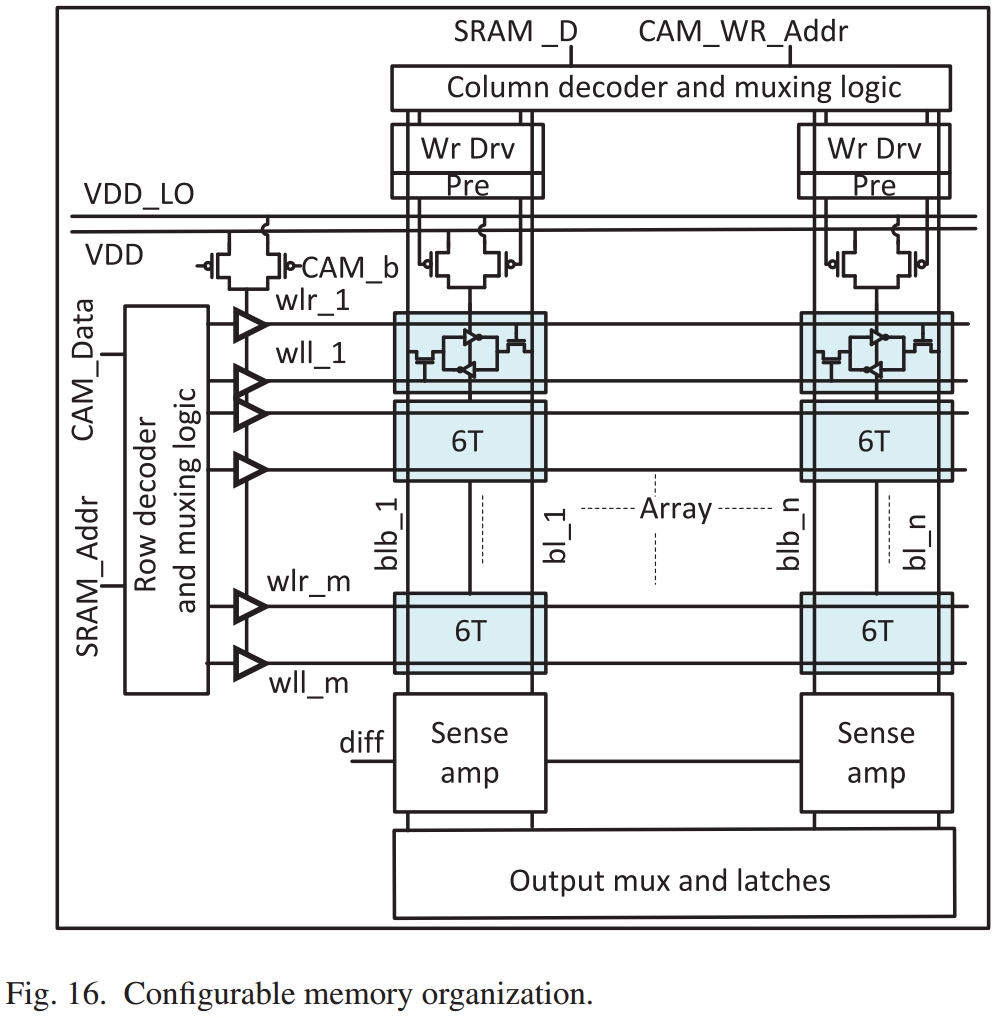 SRAM _D CAM_WR_Addr
Column decoder and muxing logic
Wr Drv Wr Drv
Pre Pre
VDD_LO
VDD
CAM_b
wlr_1
CAM_Data
wll_1
Row decoder
and muxing logic
6T 6T
SRAM_Addr
blb_1
bl_1
Array
blb_n
bl_n
wlr_m
6T 6T
wll_m
diff
Sense
amp
Sense
amp
Output mux and latches
Fig. 16. Configurable memory organization.